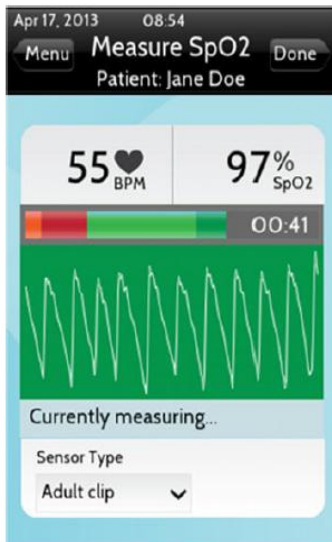 Apr 17, 2013 08:54
Menu Measure SpO2 Done
Patient: Jane Doe
55 BPM 97% SpO2
00:41
Currently measuring...
Sensor Type
Adult clip